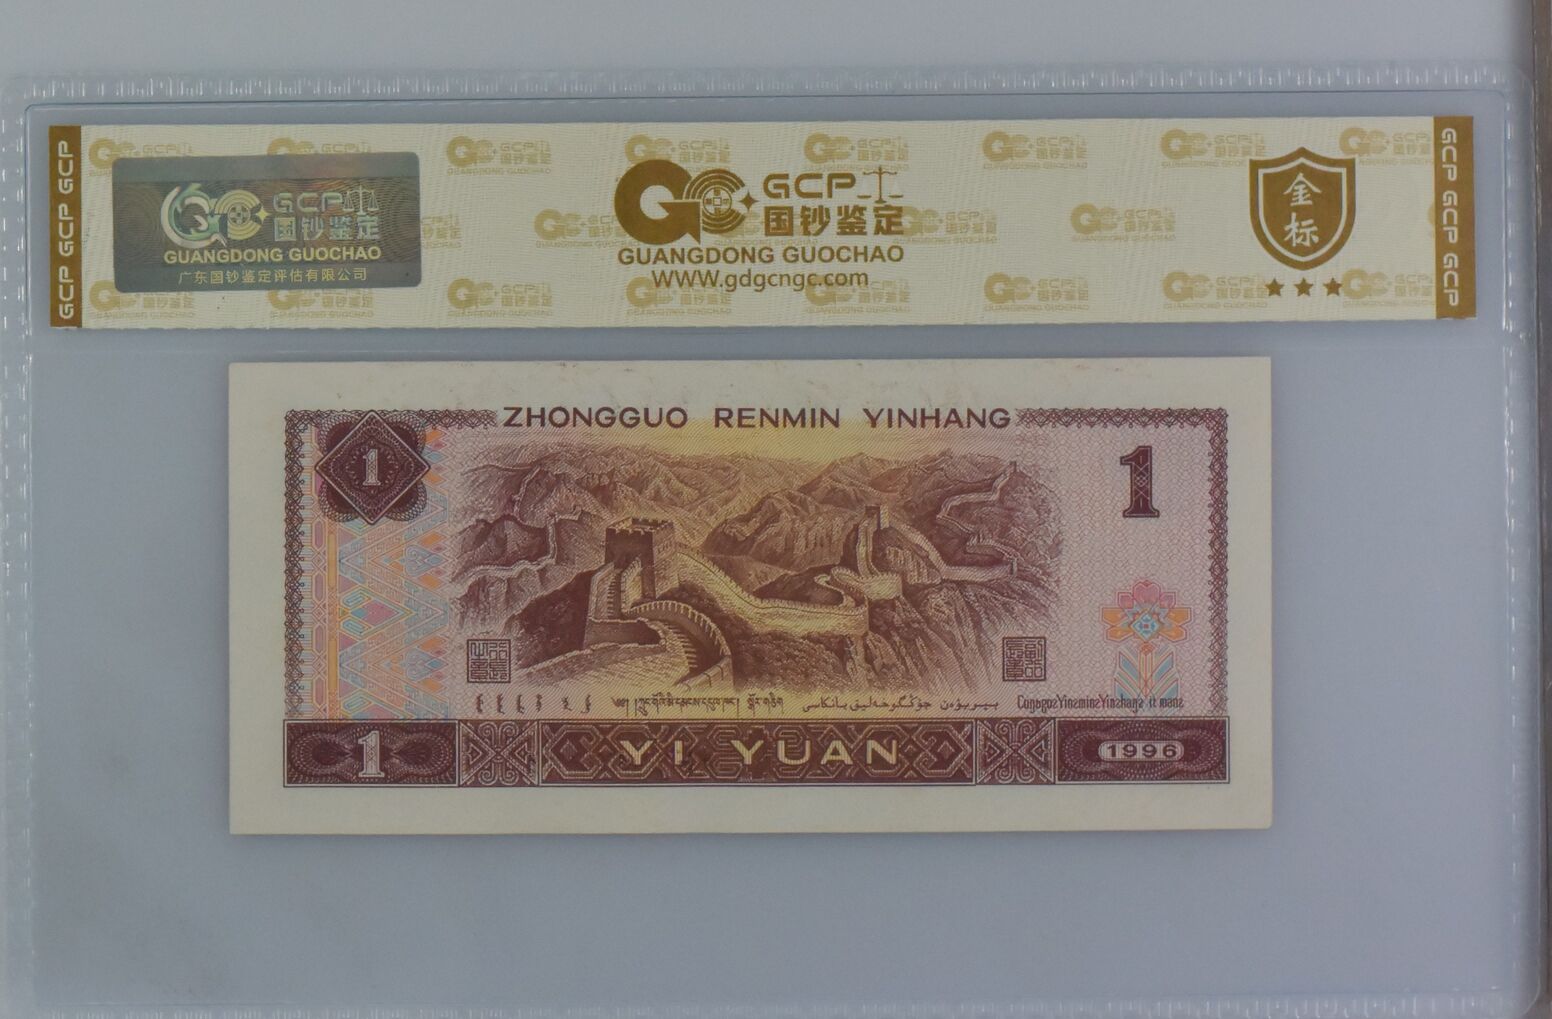 GCP GCP GCP
GCP 国钞鉴定
GUANGDONG GUOCHAO
广东国钞鉴定评估有限公司
GCP
国钞鉴定
GUANGDONG GUOCHAO
WWW.gdgcngc.com
金标
GCP GCP GCP
ZHONGGUO RENMIN YINHANG
1
1
1
YI YUAN
1996